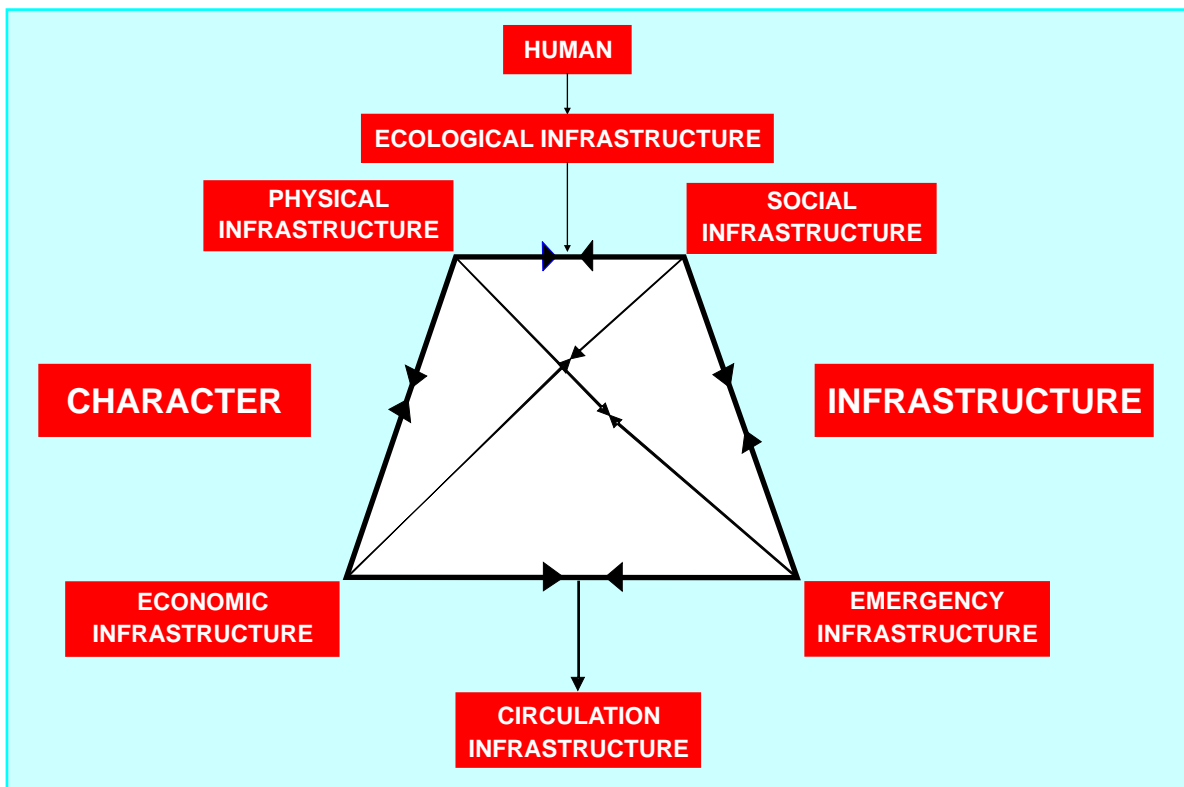 HUMAN
ECOLOGICAL INFRASTRUCTURE
PHYSICAL
INFRASTRUCTURE
SOCIAL
INFRASTRUCTURE
CHARACTER
INFRASTRUCTURE
ECONOMIC
INFRASTRUCTURE
EMERGENCY
INFRASTRUCTURE
CIRCULATION
INFRASTRUCTURE